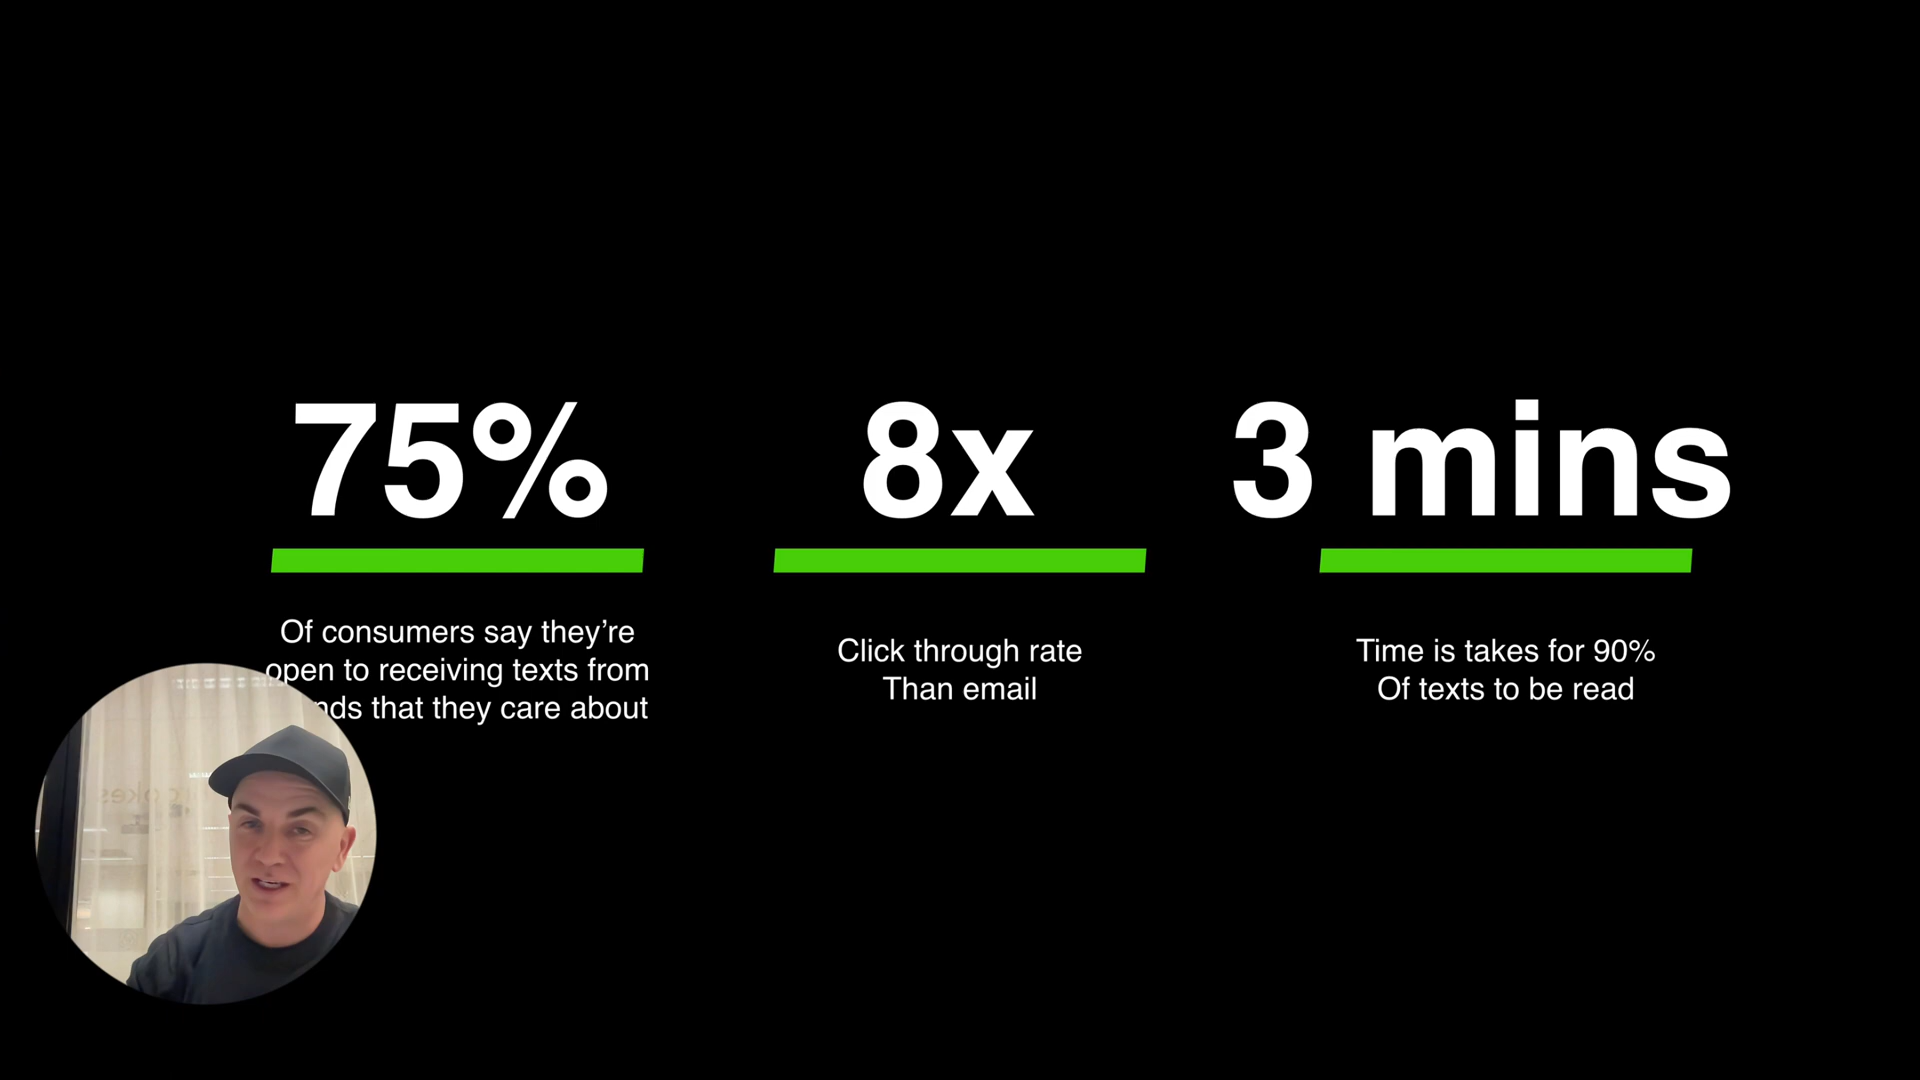 75%
Of consumers say they’re
open to receiving texts from
that they care about
8x
Click through rate
Than email
3 mins
Time is takes for 90%
Of texts to be read